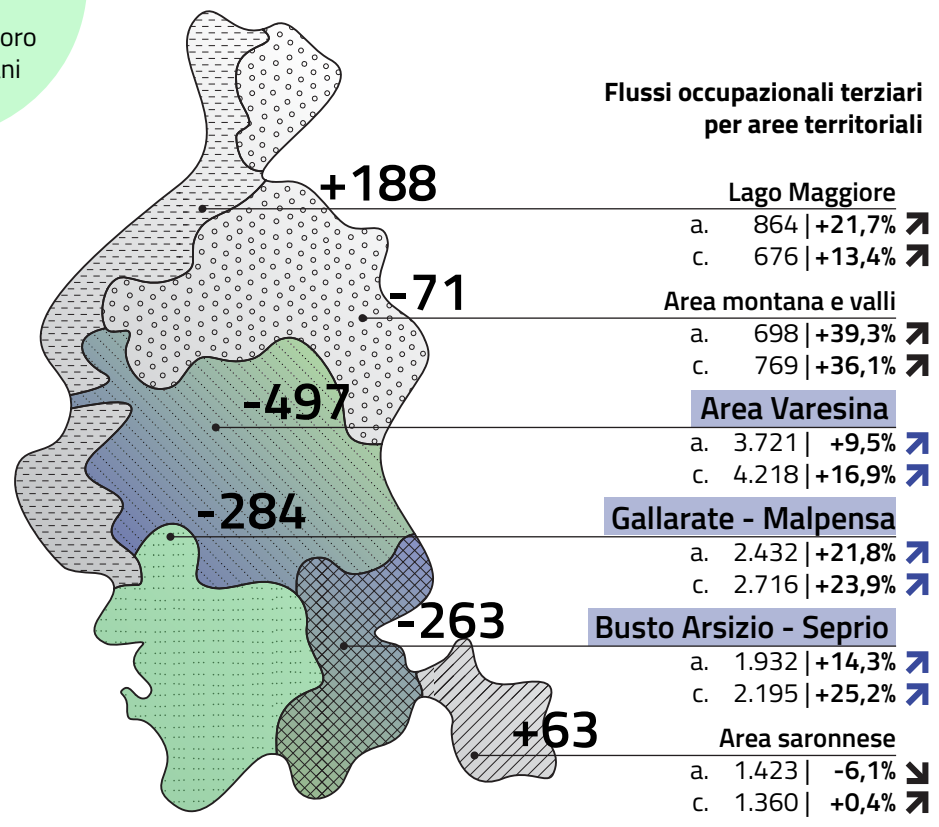 oro
ni
Flussi occupazionali terziari
per aree territoriali
+188
Lago Maggiore
a. 864 | +21,7%
c. 676 | +13,4%
-71
Area montana e valli
a. 698 | +39,3%
c. 769 | +36,1%
-497
Area Varesina
a. 3.721 | +9,5%
c. 4.218 | +16,9%
-284
Gallarate - Malpensa
a. 2.432 | +21,8%
c. 2.716 | +23,9%
-263
Busto Arsizio - Seprio
a. 1.932 | +14,3%
c. 2.195 | +25,2%
+63
Area saronnese
a. 1.423 | -6,1%
c. 1.360 | +0,4%